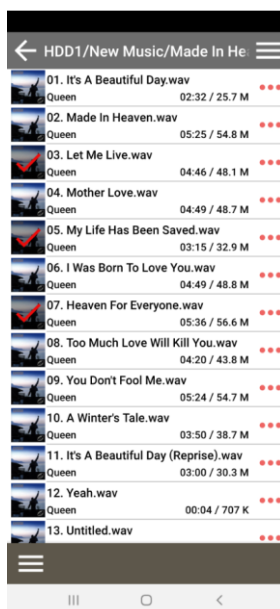 HDD1/New Music/Made In Hea
01. It's A Beautiful Day.wav
Queen 02:32 / 25.7 M
02. Made In Heaven.wav
Queen 05:25 / 54.8 M
03. Let Me Live.wav
Queen 04:46 / 48.1 M
04. Mother Love.wav
Queen 04:49 / 48.7 M
05. My Life Has Been Saved.wav
Queen 03:15 / 32.9 M
06. I Was Born To Love You.wav
Queen 04:49 / 48.8 M
07. Heaven For Everyone.wav
Queen 05:36 / 56.6 M
08. Too Much Love Will Kill You.wav
Queen 04:20 / 43.8 M
09. You Don't Fool Me.wav
Queen 05:24 / 54.7 M
10. A Winter's Tale.wav
Queen 03:50 / 38.7 M
11. It's A Beautiful Day (Reprise).wav
Queen 03:00 / 30.3 M
12. Yeah.wav
Queen 00:04 / 707 K
13. Untitled.wav